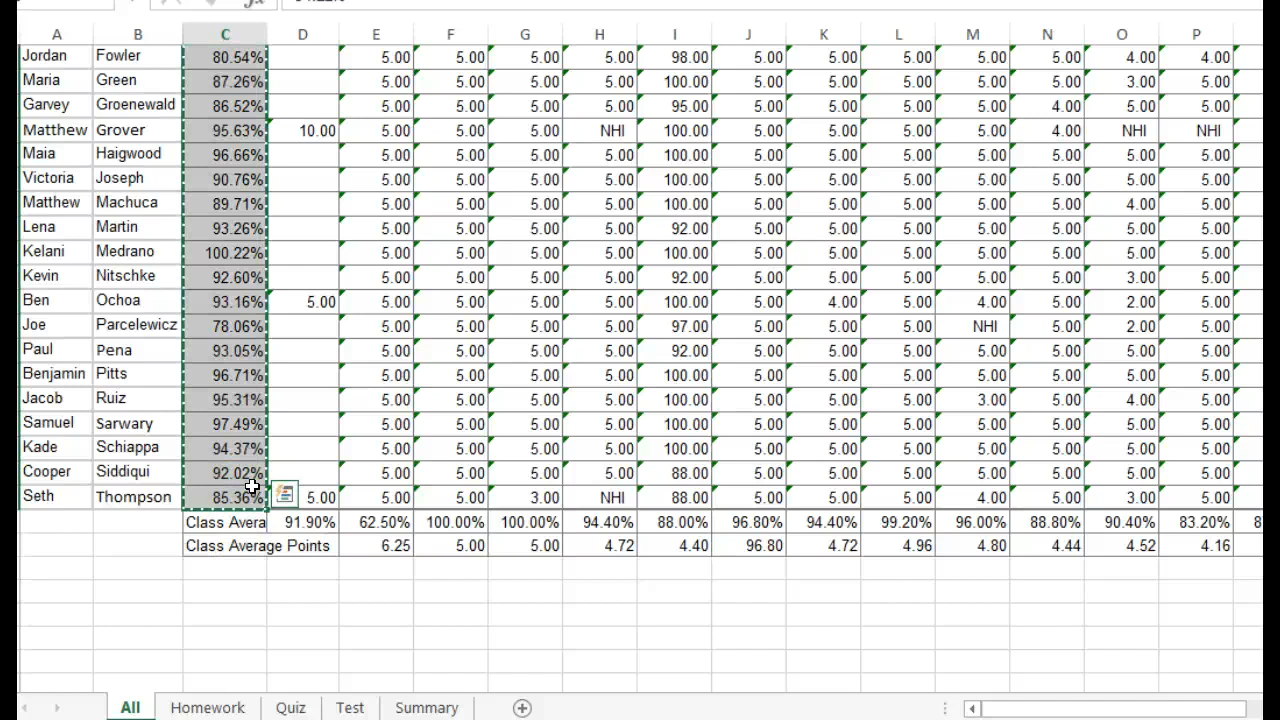 A B C D E F G H I J K L M N O P
Jordan Fowler 80.54% 5.00 5.00 5.00 5.00 98.00 5.00 5.00 5.00 5.00 5.00 4.00 4.00
Maria Green 87.26% 5.00 5.00 5.00 5.00 100.00 5.00 5.00 5.00 5.00 5.00 3.00 5.00
Garvey Groenewald 86.52% 5.00 5.00 5.00 5.00 95.00 5.00 5.00 5.00 5.00 4.00 5.00 5.00
Matthew Grover 95.63% 10.00 5.00 5.00 5.00 NHI 100.00 5.00 5.00 5.00 5.00 4.00 NHI NHI
Maia Haigwood 96.66% 5.00 5.00 5.00 5.00 100.00 5.00 5.00 5.00 5.00 5.00 5.00 5.00
Victoria Joseph 90.76% 5.00 5.00 5.00 5.00 100.00 5.00 5.00 5.00 5.00 5.00 5.00 5.00
Matthew Machuca 89.71% 5.00 5.00 5.00 5.00 100.00 5.00 5.00 5.00 5.00 5.00 4.00 5.00
Lena Martin 93.26% 5.00 5.00 5.00 5.00 92.00 5.00 5.00 5.00 5.00 5.00 5.00 5.00
Kelani Medrano 100.22% 5.00 5.00 5.00 5.00 100.00 5.00 5.00 5.00 5.00 5.00 5.00 5.00
Kevin Nitschke 92.60% 5.00 5.00 5.00 5.00 92.00 5.00 5.00 5.00 5.00 5.00 3.00 5.00
Ben Ochoa 93.16% 5.00 5.00 5.00 5.00 5.00 100.00 5.00 4.00 5.00 4.00 5.00 2.00 5.00
Joe Parcelewicz 78.06% 5.00 5.00 5.00 5.00 97.00 5.00 5.00 5.00 NHI 5.00 2.00 5.00
Paul Pena 93.05% 5.00 5.00 5.00 5.00 92.00 5.00 5.00 5.00 5.00 5.00 5.00 5.00
Benjamin Pitts 96.71% 5.00 5.00 5.00 5.00 100.00 5.00 5.00 5.00 5.00 5.00 5.00 5.00
Jacob Ruiz 95.31% 5.00 5.00 5.00 5.00 100.00 5.00 5.00 5.00 3.00 5.00 4.00 5.00
Samuel Sarwary 97.49% 5.00 5.00 5.00 5.00 100.00 5.00 5.00 5.00 5.00 5.00 5.00 5.00
Kade Schiappa 94.37% 5.00 5.00 5.00 5.00 100.00 5.00 5.00 5.00 5.00 5.00 5.00 5.00
Cooper Siddiqui 92.02% 5.00 5.00 5.00 5.00 88.00 5.00 5.00 5.00 5.00 5.00 5.00 5.00
Seth Thompson 85.36% 5.00 5.00 5.00 3.00 NHI 88.00 5.00 5.00 5.00 4.00 5.00 3.00 5.00
Class Avera 91.90% 62.50% 100.00% 100.00% 94.40% 88.00% 96.80% 94.40% 99.20% 96.00% 88.80% 90.40% 83.20% 8
Class Average Points 6.25 5.00 5.00 4.72 4.40 96.80 4.72 4.96 4.80 4.44 4.52 4.16
All Homework Quiz Test Summary